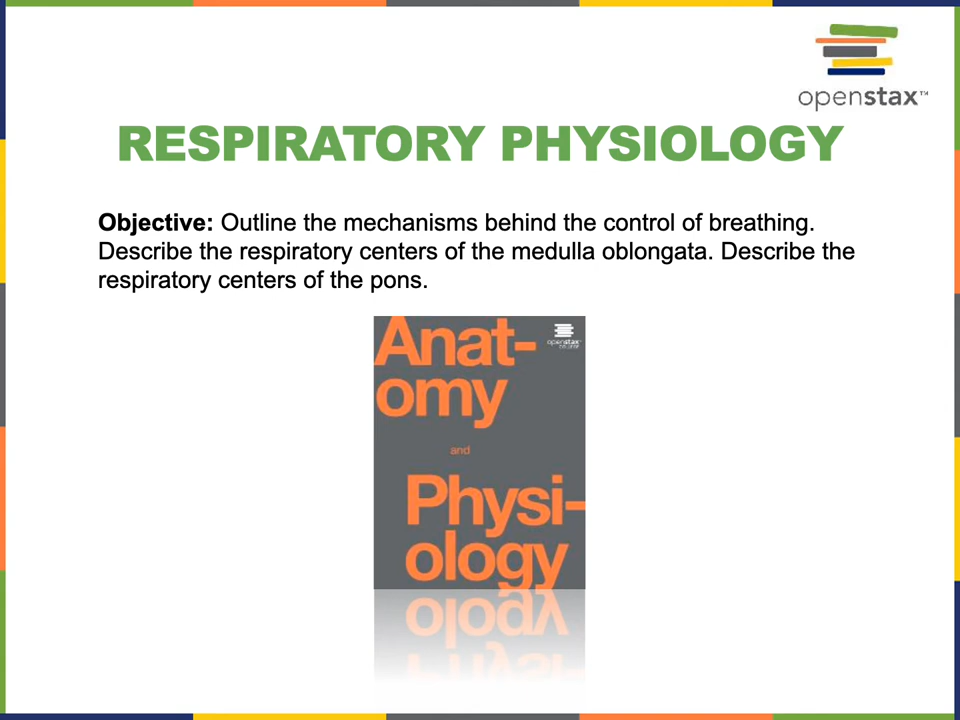 openstax™
RESPIRATORY PHYSIOLOGY
Objective: Outline the mechanisms behind the control of breathing.
Describe the respiratory centers of the medulla oblongata. Describe the
respiratory centers of the pons.
Anat-
openstax
omy
and
Physi-
ology